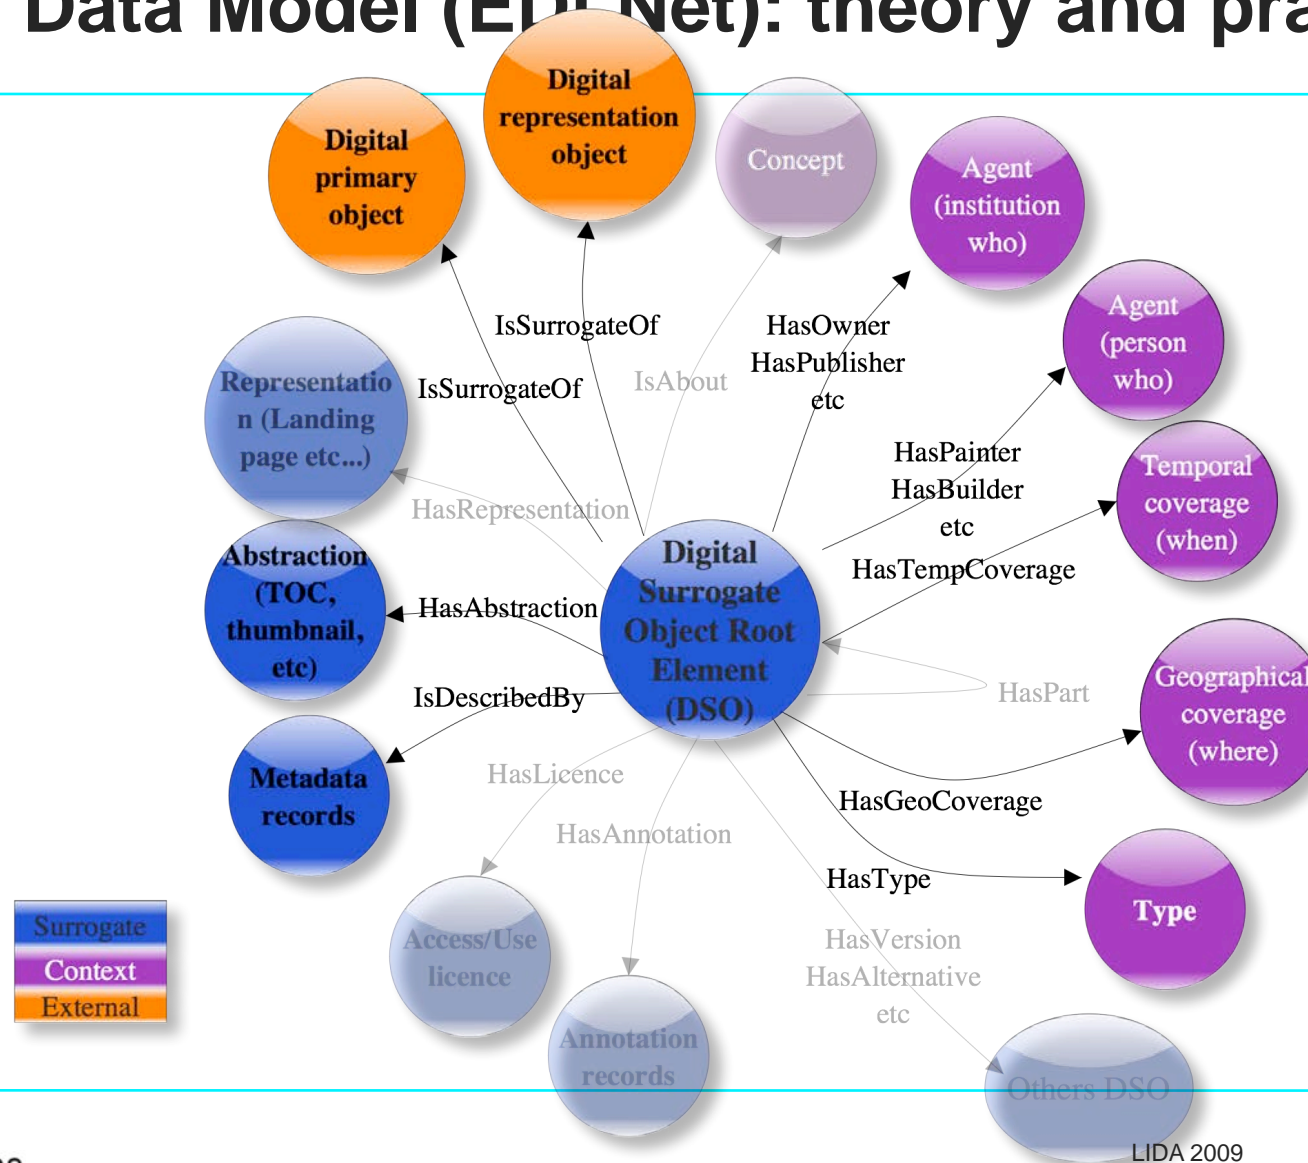 Data Model (EDLNet): theory and pra
Digital
representation
object
Digital
primary
object
Concept
Agent
(institution
who)
Agent
(person
who)
IsSurrogateOf
HasOwner
HasPublisher
etc
IsSurrogateOf
IsAbout
Representatio
n (Landing
page etc...)
HasPainter
HasBuilder
etc
Temporal
coverage
(when)
HasRepresentation
Digital
Surrogate
Object Root
Element
(DSO)
HasTempCoverage
Abstraction
(TOC,
thumbnail,
etc)
HasAbstraction
HasPart
Geographical
coverage
(where)
IsDescribedBy
Metadata
records
HasLicence
HasGeoCoverage
HasAnnotation
HasType
Type
Surrogate
Context
External
Access/Use
licence
HasVersion
HasAlternative
etc
Annotation
records
Others DSO
LIDA 2009